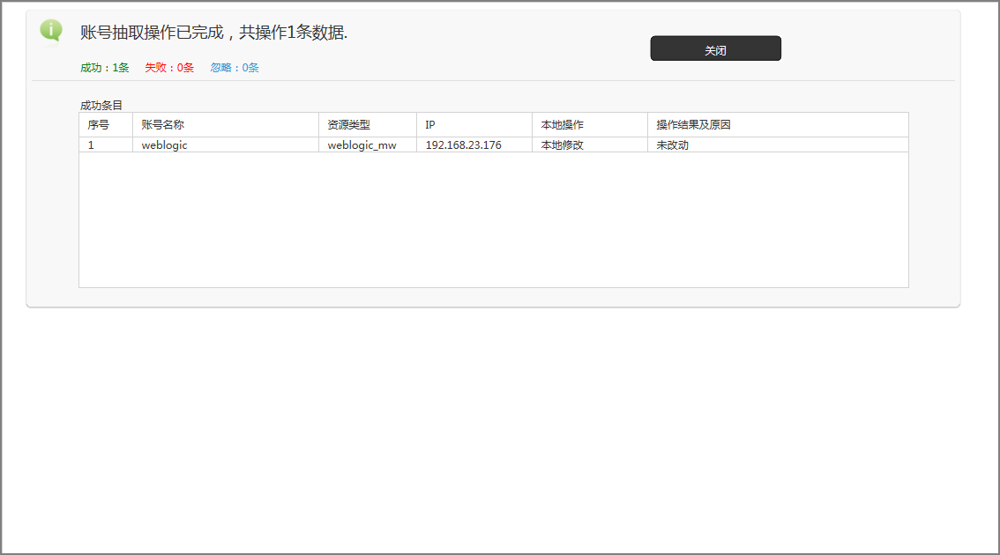 账号抽取操作已完成，共操作1条数据.
关闭
成功：1条 失败：0条 忽略：0条
成功条目
序号 账号名称 资源类型 IP 本地操作 操作结果及原因
1 weblogic weblogic_mw 192.168.23.176 本地修改 未改动